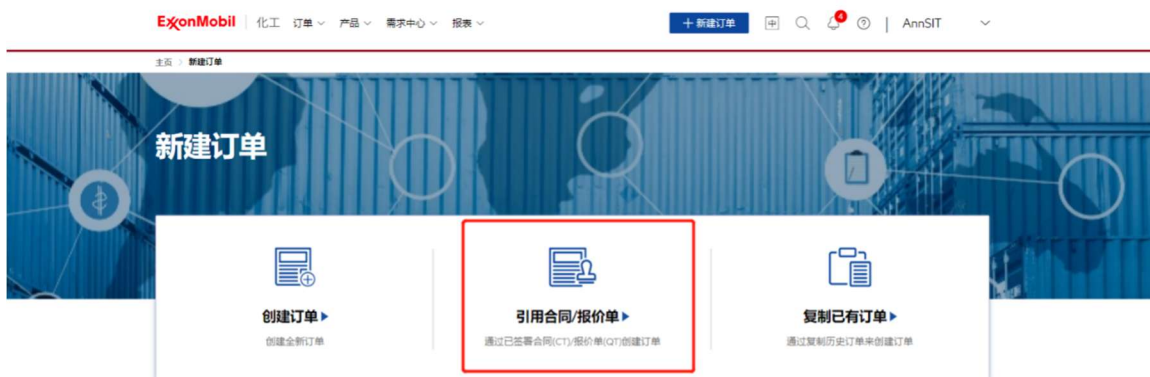 ExxonMobil 化工 订单 产品 需求中心 报表 + 新建订单 中 4 ? | AnnSIT
主页 > 新建订单
新建订单
创建订单 引用合同/报价单 复制已有订单
创建全新订单 通过已签署合同(CT)/报价单(QT)创建订单 通过复制历史订单来创建订单